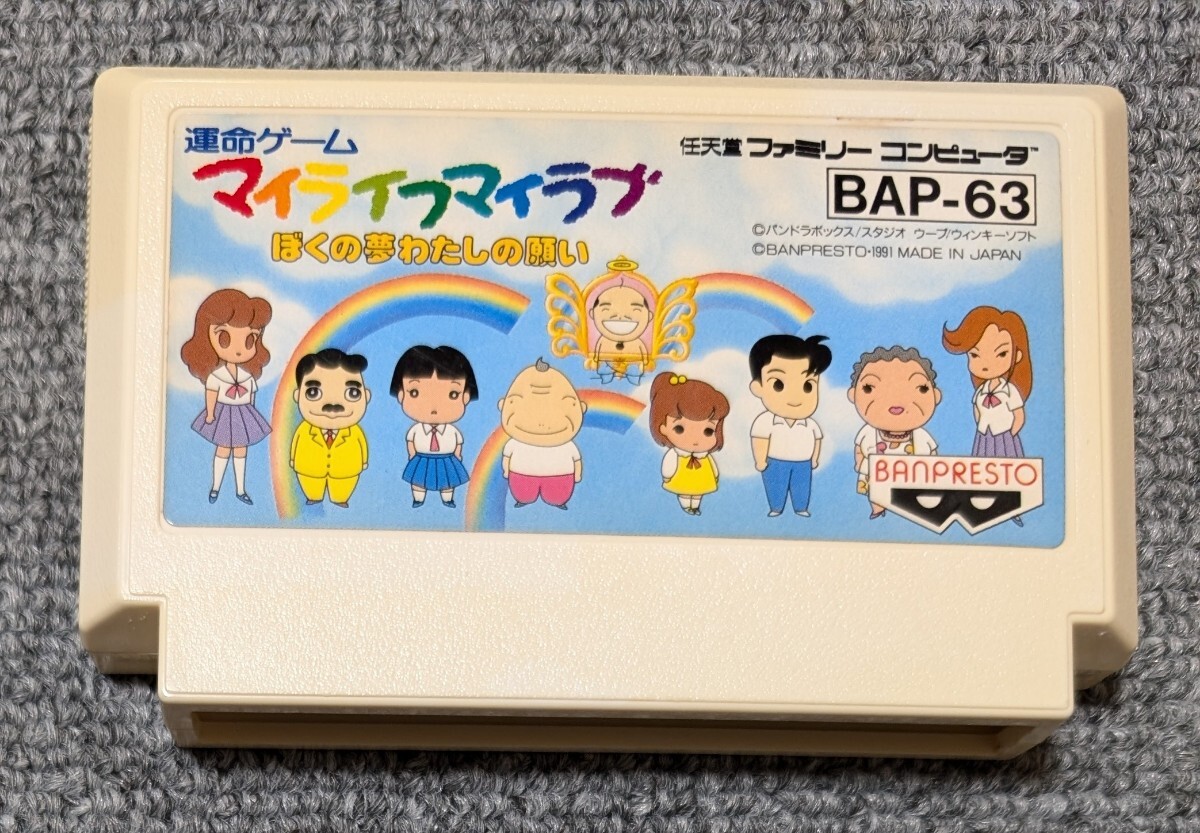 運命ゲーム
マイライフマイラブ
ぼくの夢わたしの願い
任天堂 ファミリー コンピュータ™
BAP-63
©パンドラボックス/スタジオ ウーブ/ウィンキーソフト
©BANPRESTO・1991 MADE IN JAPAN
BANPRESTO